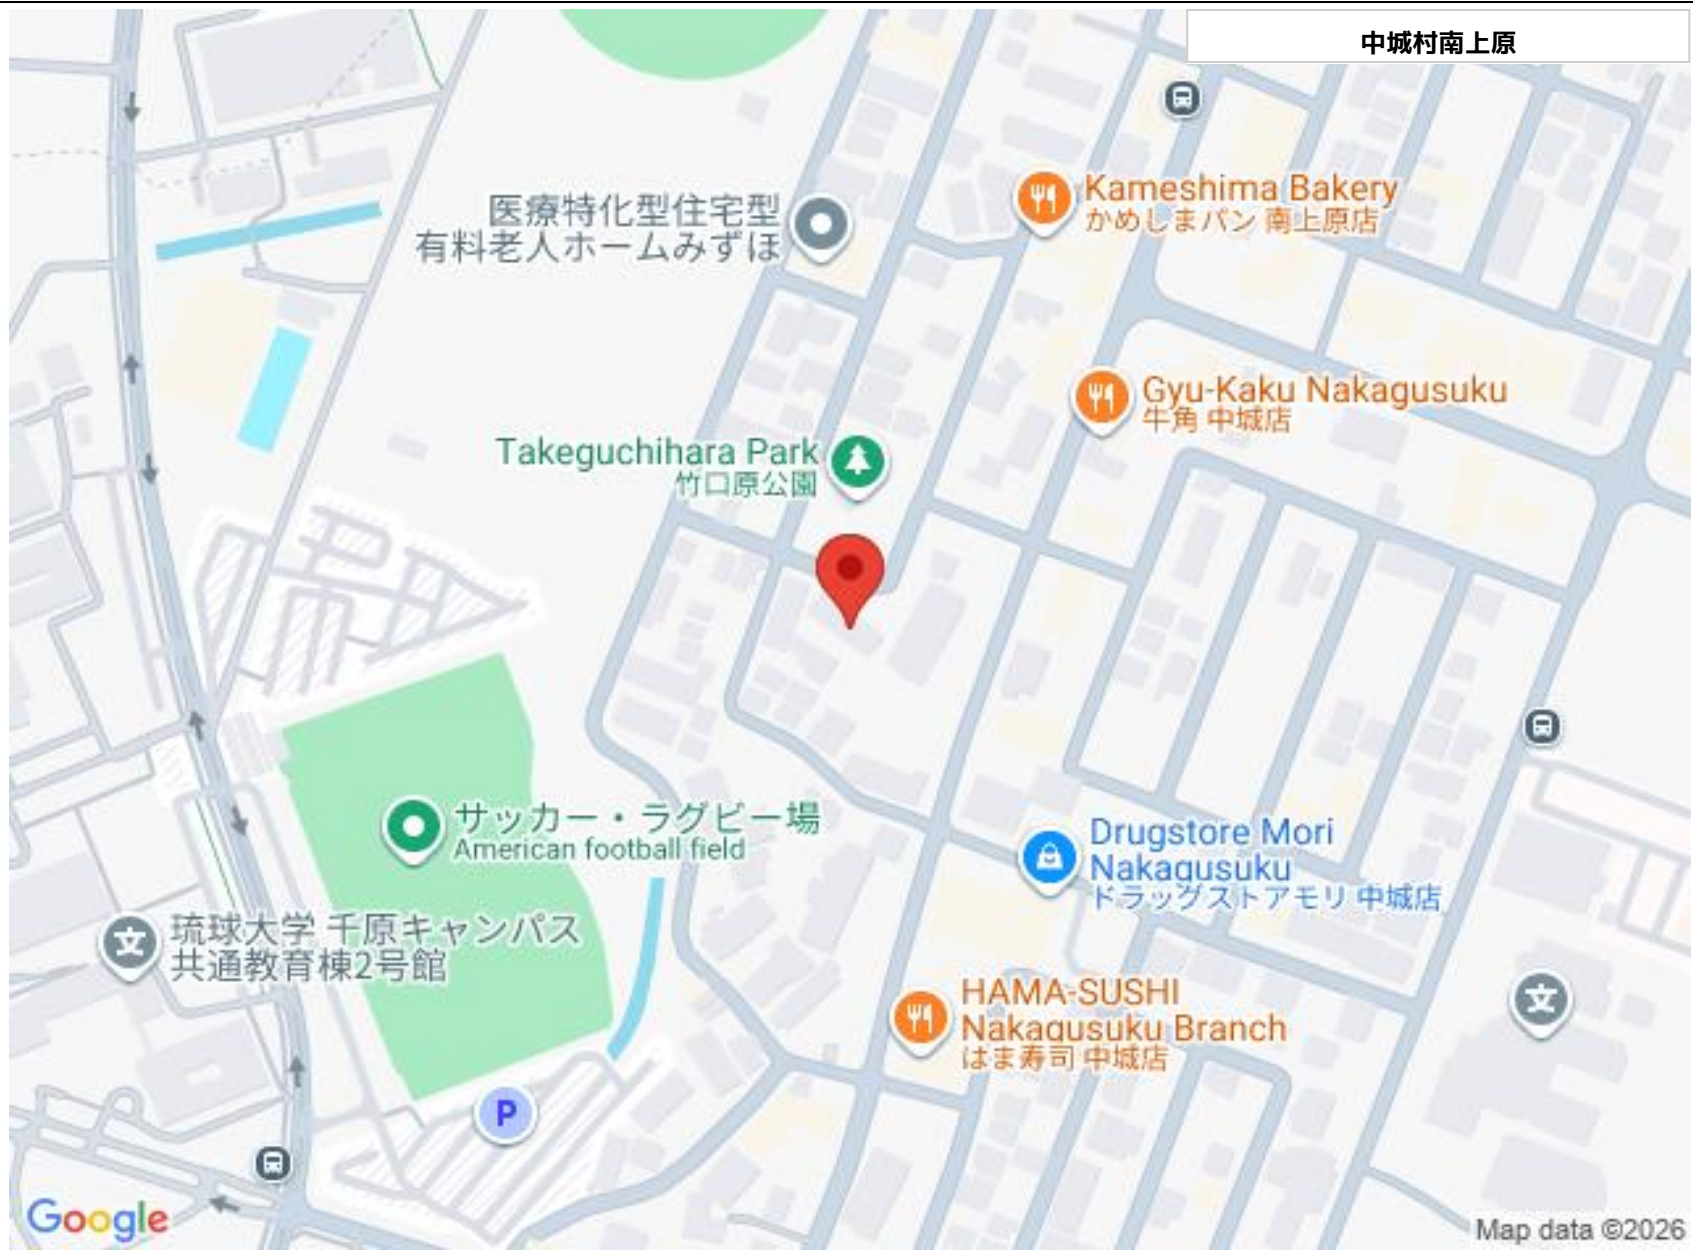 中城村南上原
Kameshima Bakery
かめしまパン 南上原店
医療特化型住宅型
有料老人ホームみずほ
Gyu-Kaku Nakagusuku
牛角 中城店
Takeguchihara Park
竹口原公園
サッカー・ラグビー場
American football field
Drugstore Mori
Nakagusuku
ドラッグストアモリ 中城店
琉球大学 千原キャンパス
共通教育棟2号館
文
文
HAMA-SUSHI
Nakagusuku Branch
はま寿司 中城店
P
Google
Map data ©2026